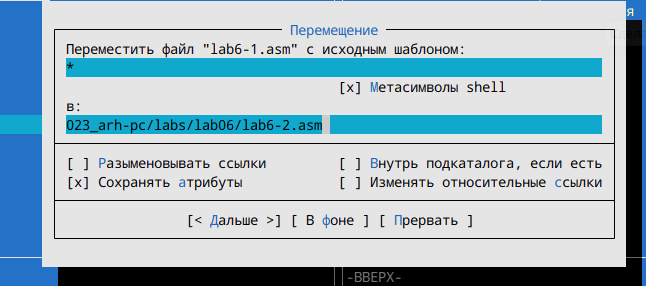 Перемещение
Переместить файл "lab6-1.asm" с исходным шаблоном:
*
[x] Метасимволы shell
в:
023_arh-pc/labs/lab06/lab6-2.asm
[ ] Разыменовывать ссылки [ ] Внутрь подкаталога, если есть
[x] Сохранять атрибуты [ ] Изменять относительные ссылки
[< Дальше >] [ В фоне ] [ Прервать ]
-ВВЕРХ-